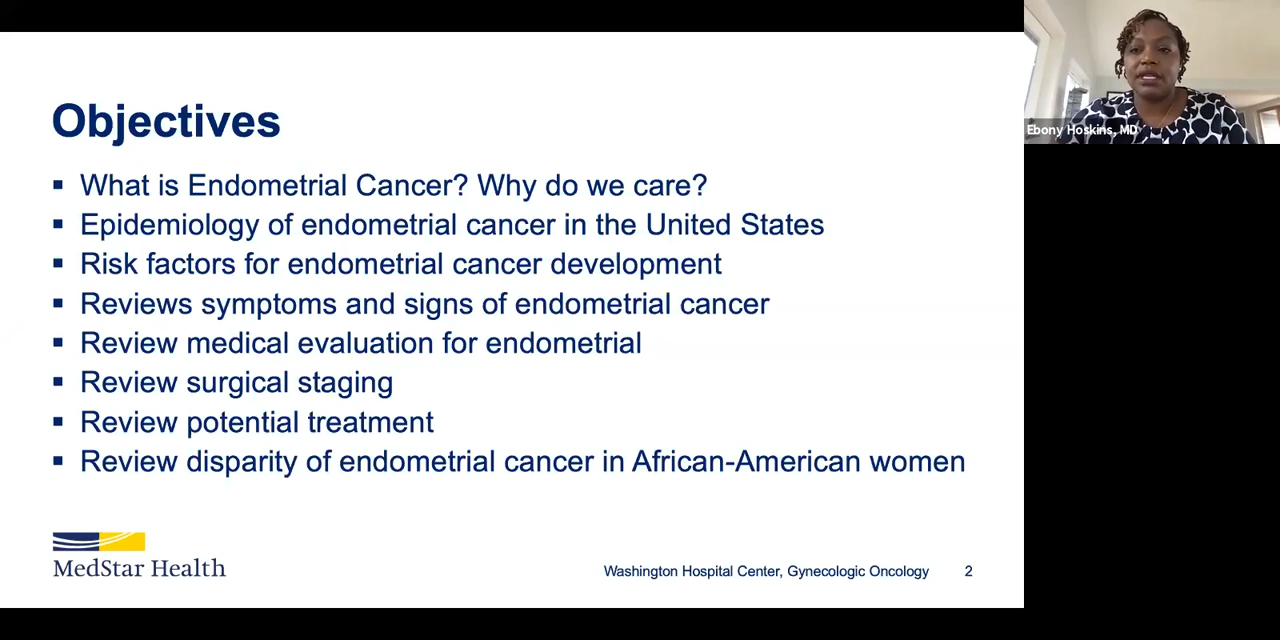 Objectives
▪ What is Endometrial Cancer? Why do we care?
▪ Epidemiology of endometrial cancer in the United States
▪ Risk factors for endometrial cancer development
▪ Reviews symptoms and signs of endometrial cancer
▪ Review medical evaluation for endometrial
▪ Review surgical staging
▪ Review potential treatment
▪ Review disparity of endometrial cancer in African-American women
MedStar Health
Washington Hospital Center, Gynecologic Oncology 2
Ebony Hoskins, MD